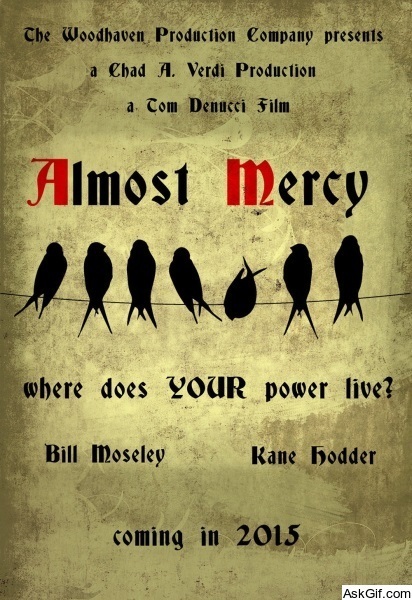 The Woodhaven Production Company presents
a Chad A. Verdi Production
a Tom Denucci Film
Almost Mercy
where does YOUR power live?
Bill Moseley Kane Hodder
coming in 2015
AskGif.com